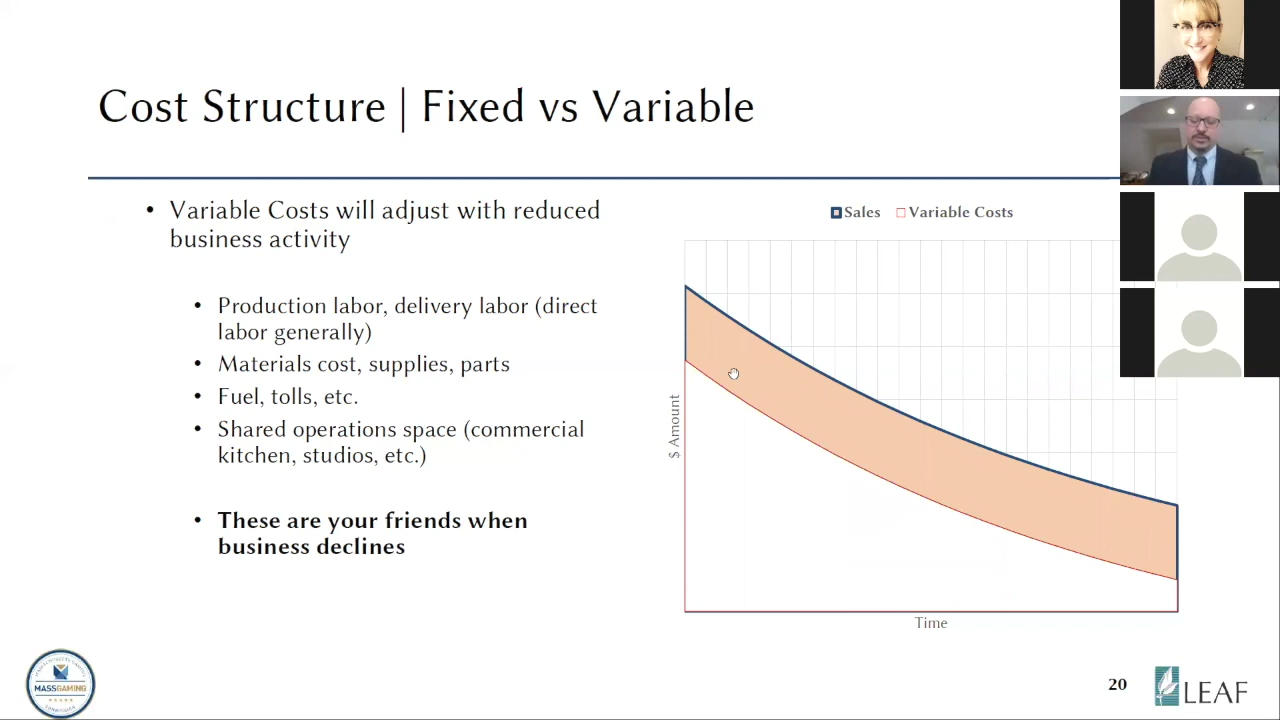 Cost Structure | Fixed vs Variable
• Variable Costs will adjust with reduced
business activity
• Production labor, delivery labor (direct
labor generally)
• Materials cost, supplies, parts
• Fuel, tolls, etc.
• Shared operations space (commercial
kitchen, studios, etc.)
• These are your friends when
business declines
Sales Variable Costs
$ Amount
Time
MASSGAMING
20
LEAF